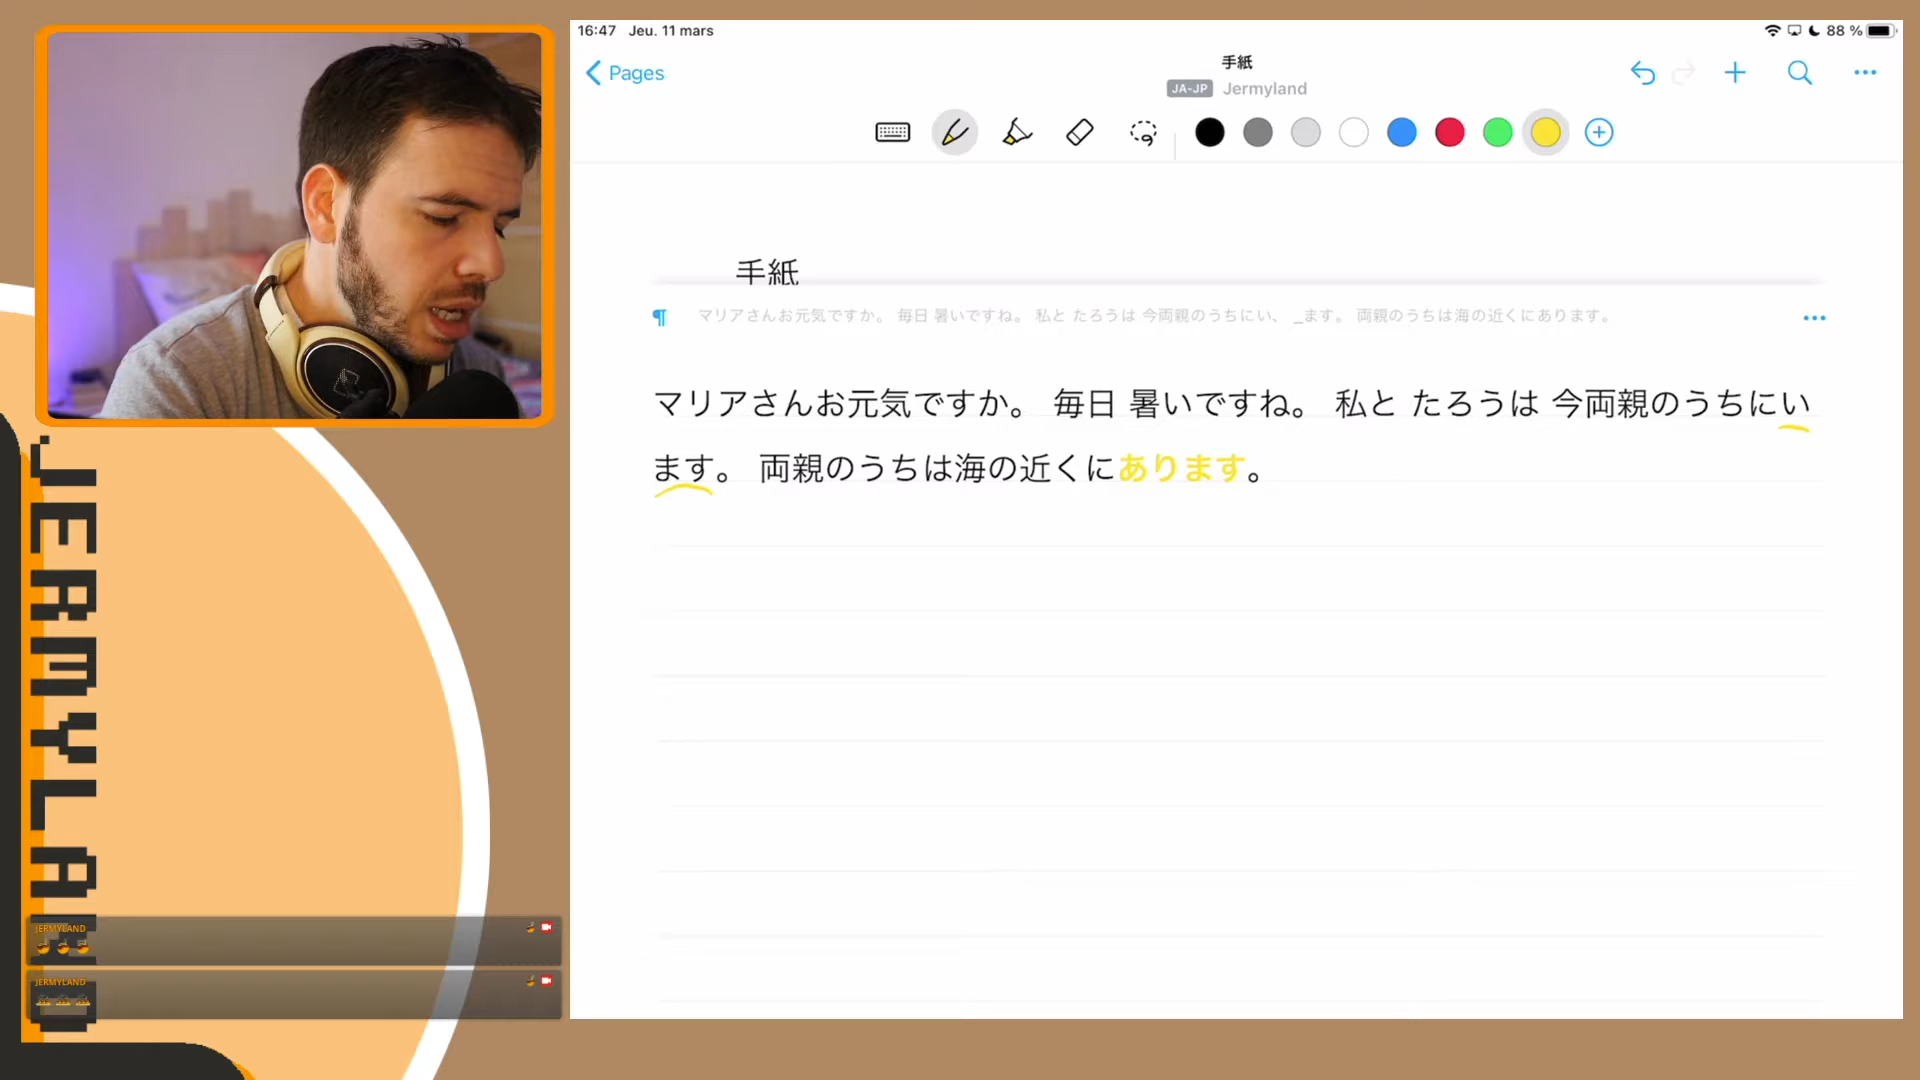 16:47 Jeu. 11 mars
88 %
Pages
手紙
JA-JP Jermyland
手紙
マリアさんお元気ですか。 毎日 暑いですね。 私と たろうは 今両親のうちにい、 _ます。 両親のうちは海の近くにあります。
マリアさんお元気ですか。 毎日 暑いですね。 私と たろうは 今両親のうちにい
ます。 両親のうちは海の近くにあります。
JERMYLAND
JERMYLAND
JERMYLAND